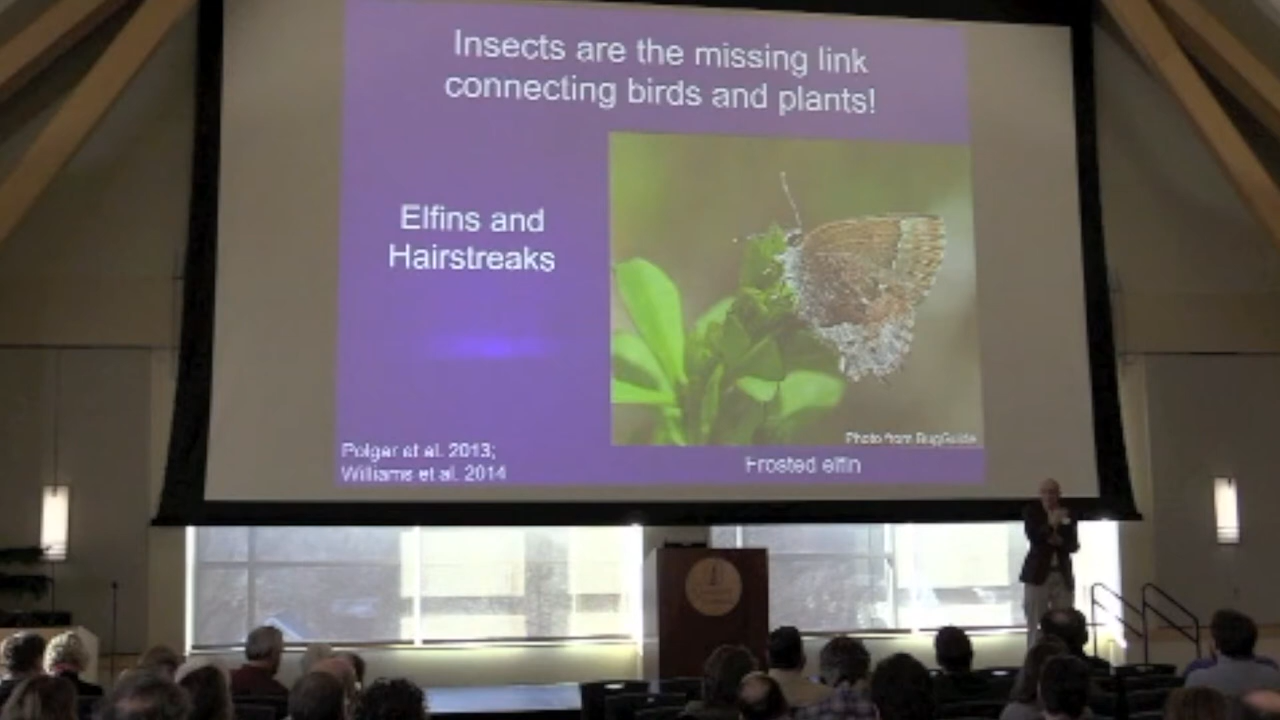 Insects are the missing link
connecting birds and plants!
Elfins and
Hairstreaks
Photo from BugGuide
Polgar et al. 2013;
Williams et al. 2014
Frosted elfin